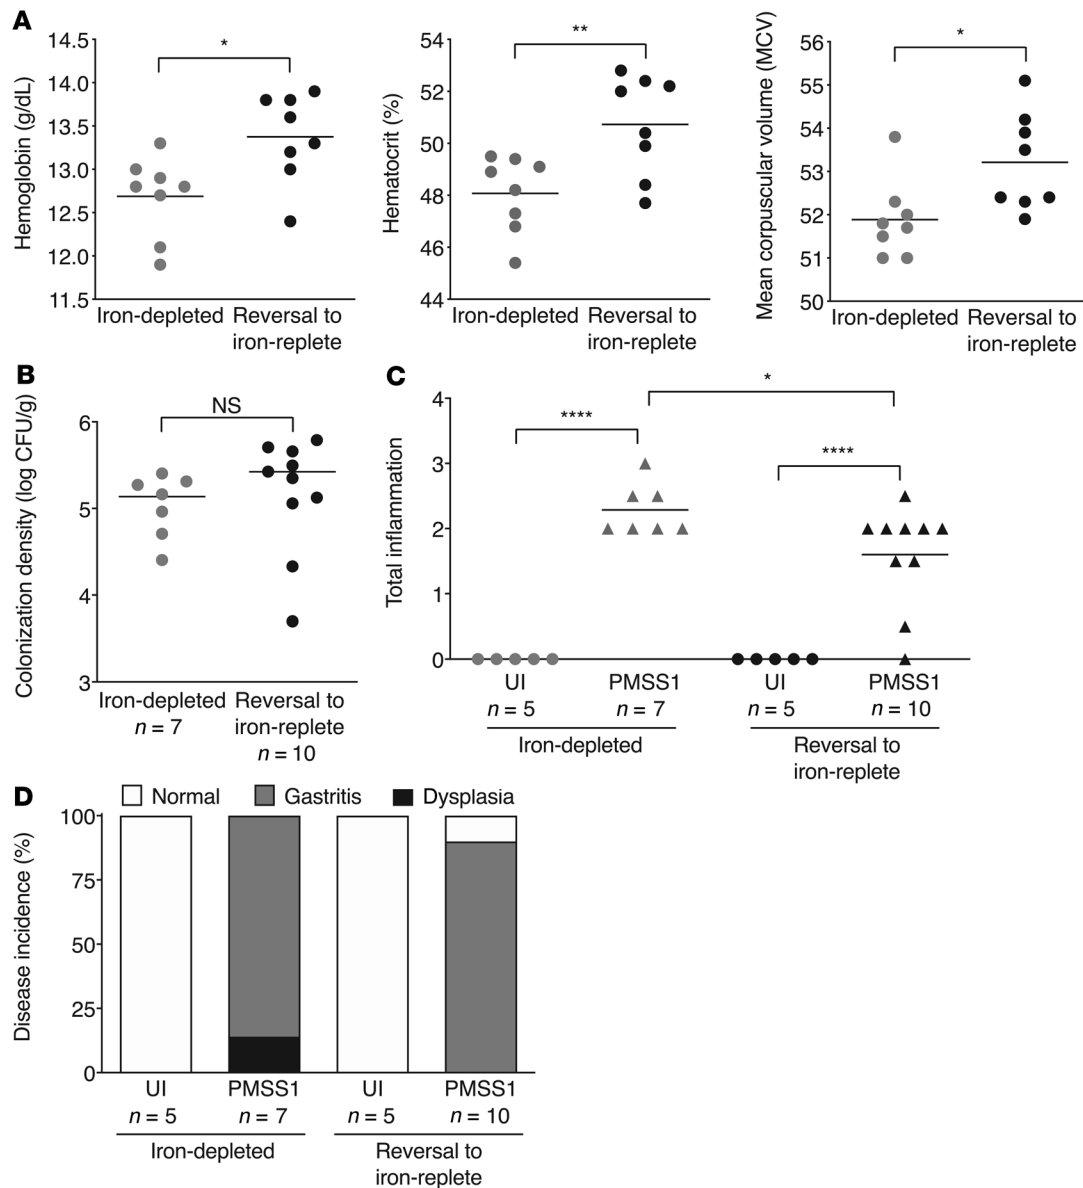 A
Hemoglobin (g/dL)
14.5
14.0
13.5
13.0
12.5
12.0
11.5
*
Iron-depleted
Reversal to
iron-replete
Hematocrit (%)
54
52
50
48
46
44
**
Iron-depleted
Reversal to
iron-replete
Mean corpuscular volume (MCV)
56
55
54
53
52
51
50
*
Iron-depleted
Reversal to
iron-replete
B
Colonization density (log CFU/g)
6
5
4
3
NS
Iron-depleted
n = 7
Reversal to
iron-replete
n = 10
C
Total inflammation
4
3
2
1
0
****
*
****
UI
n = 5
PMSS1
n = 7
UI
n = 5
PMSS1
n = 10
Iron-depleted
Reversal to
iron-replete
D
Normal
Gastritis
Dysplasia
Disease incidence (%)
100
75
50
25
0
UI
n = 5
PMSS1
n = 7
UI
n = 5
PMSS1
n = 10
Iron-depleted
Reversal to
iron-replete